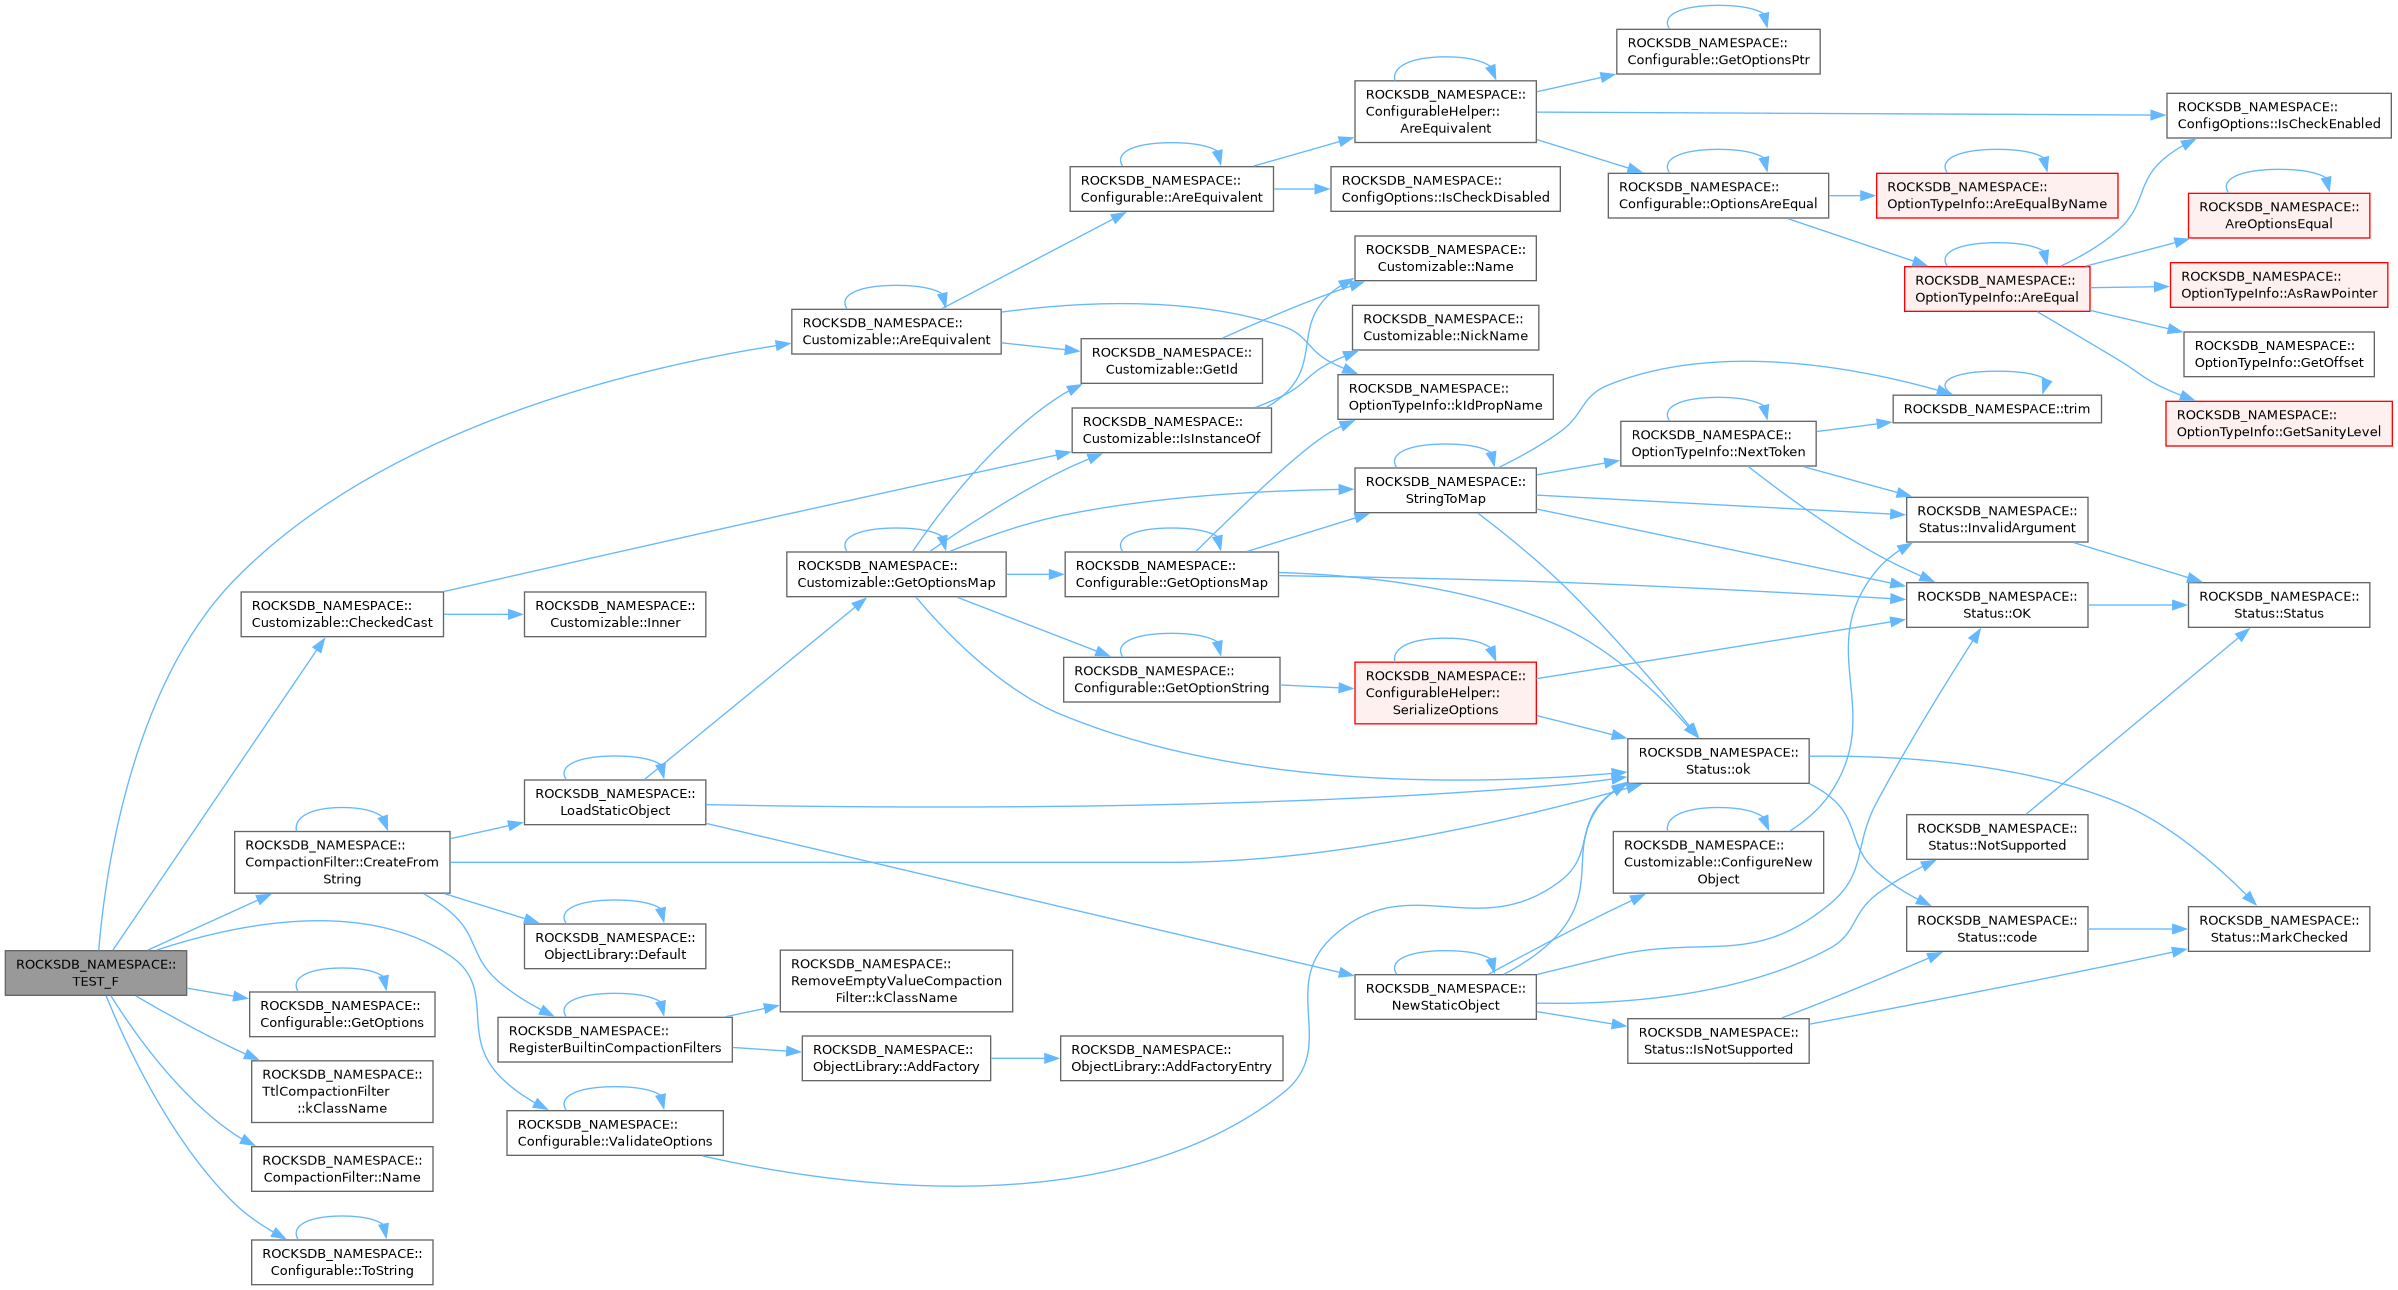 ROCKSDB_NAMESPACE::
TEST_F
ROCKSDB_NAMESPACE::
Customizable::AreEquivalent
ROCKSDB_NAMESPACE::
Configurable::AreEquivalent
ROCKSDB_NAMESPACE::
ConfigurableHelper::
AreEquivalent
ROCKSDB_NAMESPACE::
Configurable::GetOptionsPtr
ROCKSDB_NAMESPACE::
ConfigOptions::IsCheckEnabled
ROCKSDB_NAMESPACE::
Configurable::OptionsAreEqual
ROCKSDB_NAMESPACE::
OptionTypeInfo::AreEqualByName
ROCKSDB_NAMESPACE::
OptionTypeInfo::AreEqual
ROCKSDB_NAMESPACE::
AreOptionsEqual
ROCKSDB_NAMESPACE::
OptionTypeInfo::AsRawPointer
ROCKSDB_NAMESPACE::
OptionTypeInfo::GetOffset
ROCKSDB_NAMESPACE::
OptionTypeInfo::GetSanityLevel
ROCKSDB_NAMESPACE::
ConfigOptions::IsCheckDisabled
ROCKSDB_NAMESPACE::
Customizable::Name
ROCKSDB_NAMESPACE::
Customizable::NickName
ROCKSDB_NAMESPACE::
Customizable::GetId
ROCKSDB_NAMESPACE::
OptionTypeInfo::kIdPropName
ROCKSDB_NAMESPACE::
Customizable::IsInstanceOf
ROCKSDB_NAMESPACE::trim
ROCKSDB_NAMESPACE::
OptionTypeInfo::NextToken
ROCKSDB_NAMESPACE::
StringToMap
ROCKSDB_NAMESPACE::
Status::InvalidArgument
ROCKSDB_NAMESPACE::
Customizable::GetOptionsMap
ROCKSDB_NAMESPACE::
Configurable::GetOptionsMap
ROCKSDB_NAMESPACE::
Status::OK
ROCKSDB_NAMESPACE::
Status::Status
ROCKSDB_NAMESPACE::
Customizable::CheckedCast
ROCKSDB_NAMESPACE::
Customizable::Inner
ROCKSDB_NAMESPACE::
Configurable::GetOptionString
ROCKSDB_NAMESPACE::
ConfigurableHelper::
SerializeOptions
ROCKSDB_NAMESPACE::
Status::ok
ROCKSDB_NAMESPACE::
LoadStaticObject
ROCKSDB_NAMESPACE::
CompactionFilter::CreateFrom
String
ROCKSDB_NAMESPACE::
Customizable::ConfigureNew
Object
ROCKSDB_NAMESPACE::
Status::NotSupported
ROCKSDB_NAMESPACE::
Status::code
ROCKSDB_NAMESPACE::
Status::MarkChecked
ROCKSDB_NAMESPACE::
ObjectLibrary::Default
ROCKSDB_NAMESPACE::
RemoveEmptyValueCompaction
Filter::kClassName
ROCKSDB_NAMESPACE::
NewStaticObject
ROCKSDB_NAMESPACE::
Status::IsNotSupported
ROCKSDB_NAMESPACE::
Configurable::GetOptions
ROCKSDB_NAMESPACE::
RegisterBuiltinCompactionFilters
ROCKSDB_NAMESPACE::
ObjectLibrary::AddFactory
ROCKSDB_NAMESPACE::
ObjectLibrary::AddFactoryEntry
ROCKSDB_NAMESPACE::
TtlCompactionFilter
::kClassName
ROCKSDB_NAMESPACE::
Configurable::ValidateOptions
ROCKSDB_NAMESPACE::
CompactionFilter::Name
ROCKSDB_NAMESPACE::
Configurable::ToString